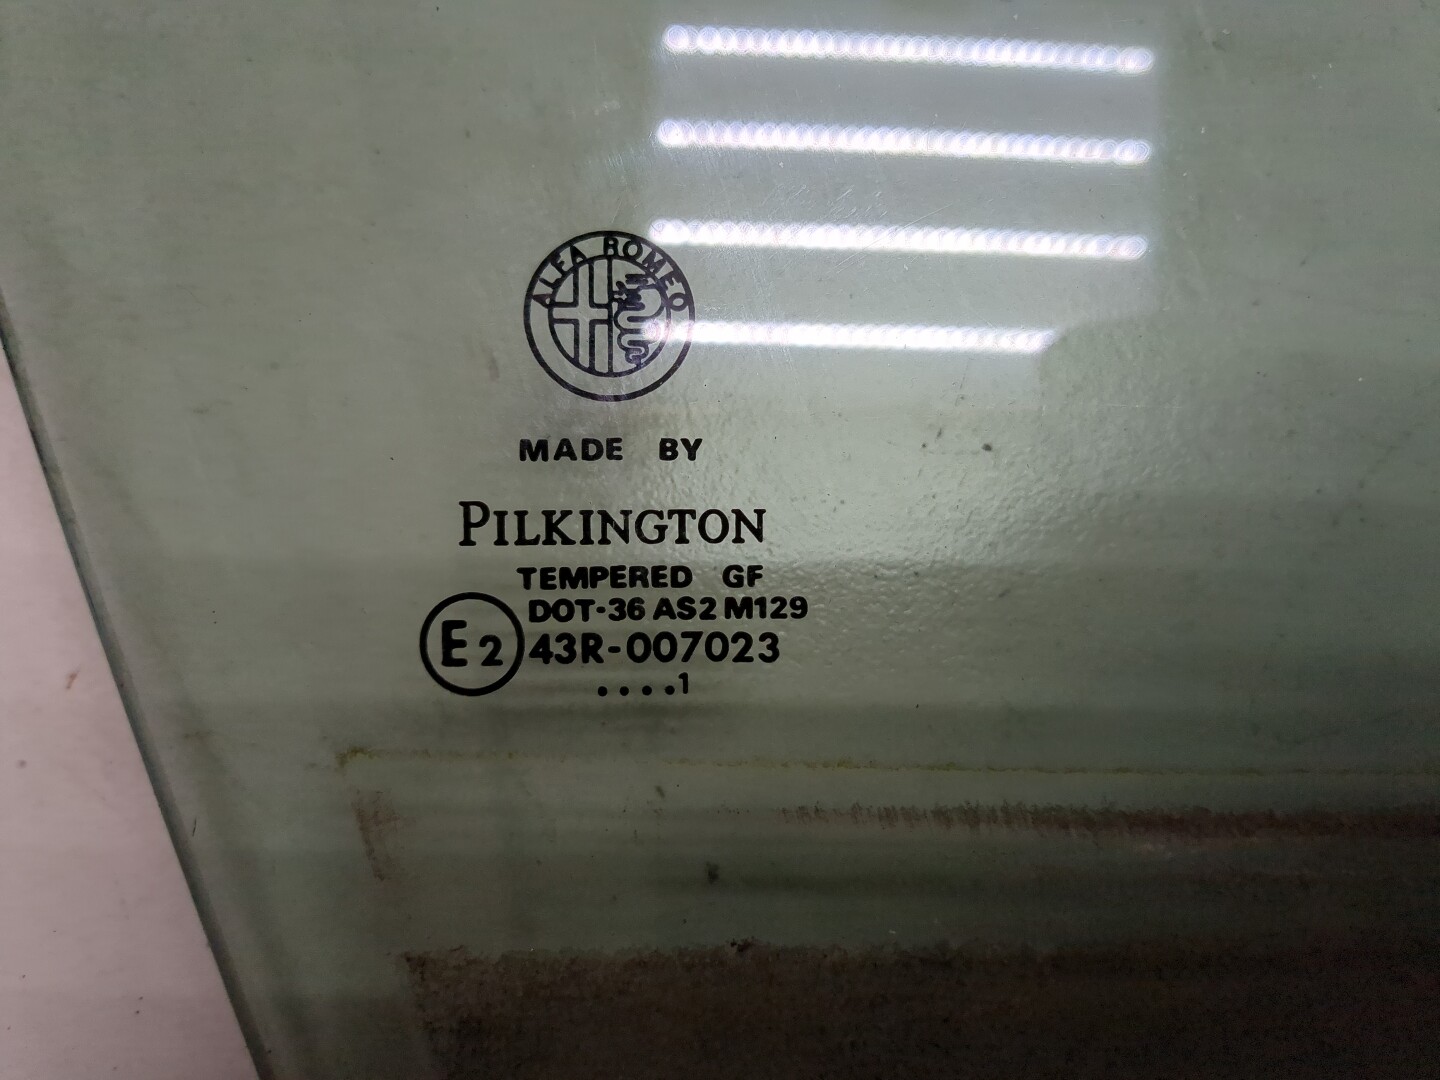 ALFA ROMEO
MADE BY
PILKINGTON
TEMPERED GF
DOT-36 AS2 M129
E2 43R-007023
....1